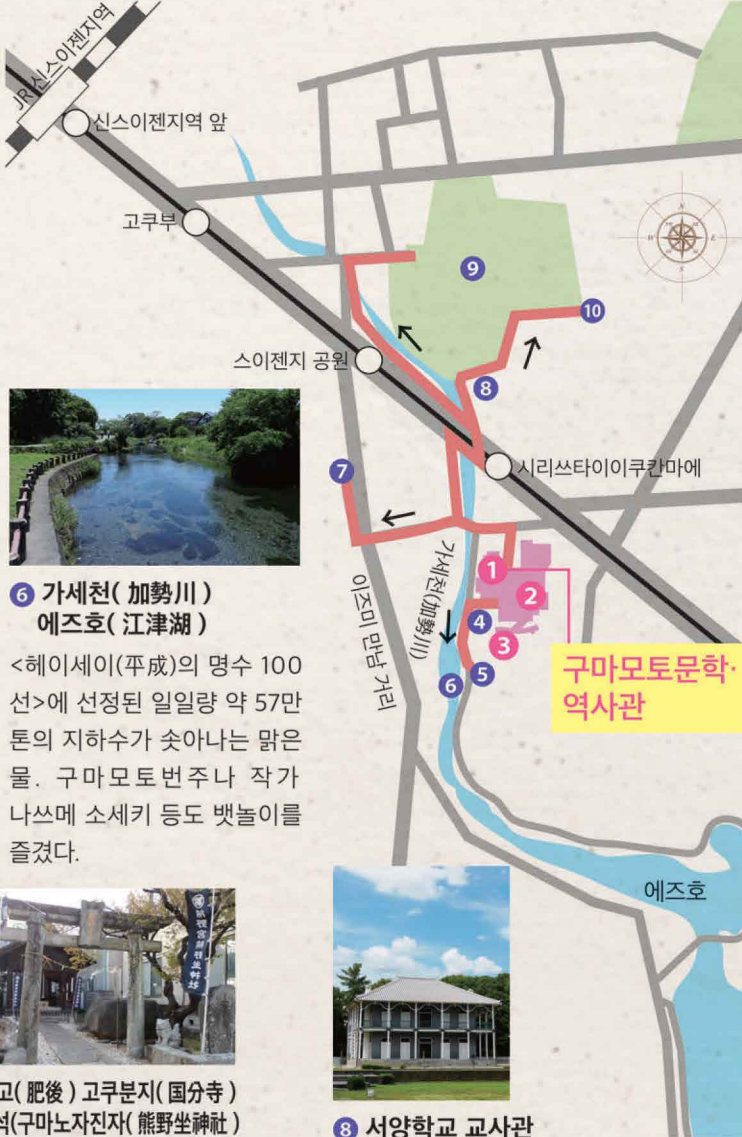 JR 신스이젠지역
신스이젠지역 앞
고쿠부
스이젠지 공원
시리쓰타이이쿠칸마에
N
W
E
S
9
10
8
7
1
2
3
4
5
6
가세천(加勢川)
이즈미 만남 거리
에즈호
구마모토문학·
역사관
6 가세천( 加勢川 )
에즈호( 江津湖 )
<헤이세이(平成)의 명수 100
선>에 선정된 일일량 약 57만
톤의 지하수가 솟아나는 맑은
물. 구마모토번주나 작가
나쓰메 소세키 등도 뱃놀이를
즐겼다.
고( 肥後 ) 고쿠분지( 国分寺 )
석(구마노자진자( 熊野坐神社 )
8 서양학교 교사관